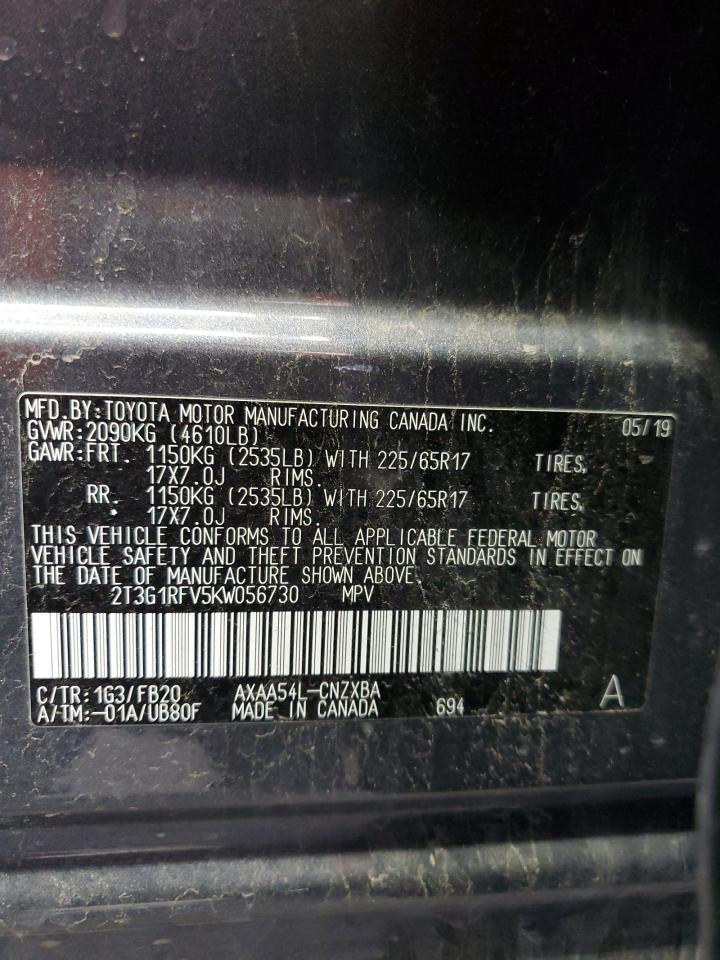 MFD.BY:TOYOTA MOTOR MANUFACTURING CANADA INC. 05/19
GVWR:2090KG (4610LB)
GAWR:FRT. 1150KG (2535LB) WITH 225/65R17 TIRES,
17X7.0J RIMS.
RR. 1150KG (2535LB) WITH 225/65R17 TIRES,
17X7.0J RIMS.
THIS VEHICLE CONFORMS TO ALL APPLICABLE FEDERAL MOTOR
VEHICLE SAFETY AND THEFT PREVENTION STANDARDS IN EFFECT ON
THE DATE OF MANUFACTURE SHOWN ABOVE.
2T3G1RFV5KW056730 MPV
C/TR:1G3/FB20 AXAA54L-CNZXBA A
A/TM:-01A/UB80F MADE IN CANADA 694